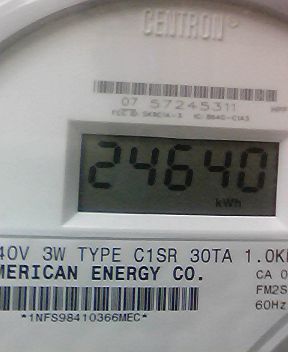 CENTRON
07 57245311
24640
kWh
40V 3W TYPE C1SR 30TA 1.0K
MERICAN ENERGY CO.
CA 0
FM2S
60Hz
*1NFS98410366MEC*